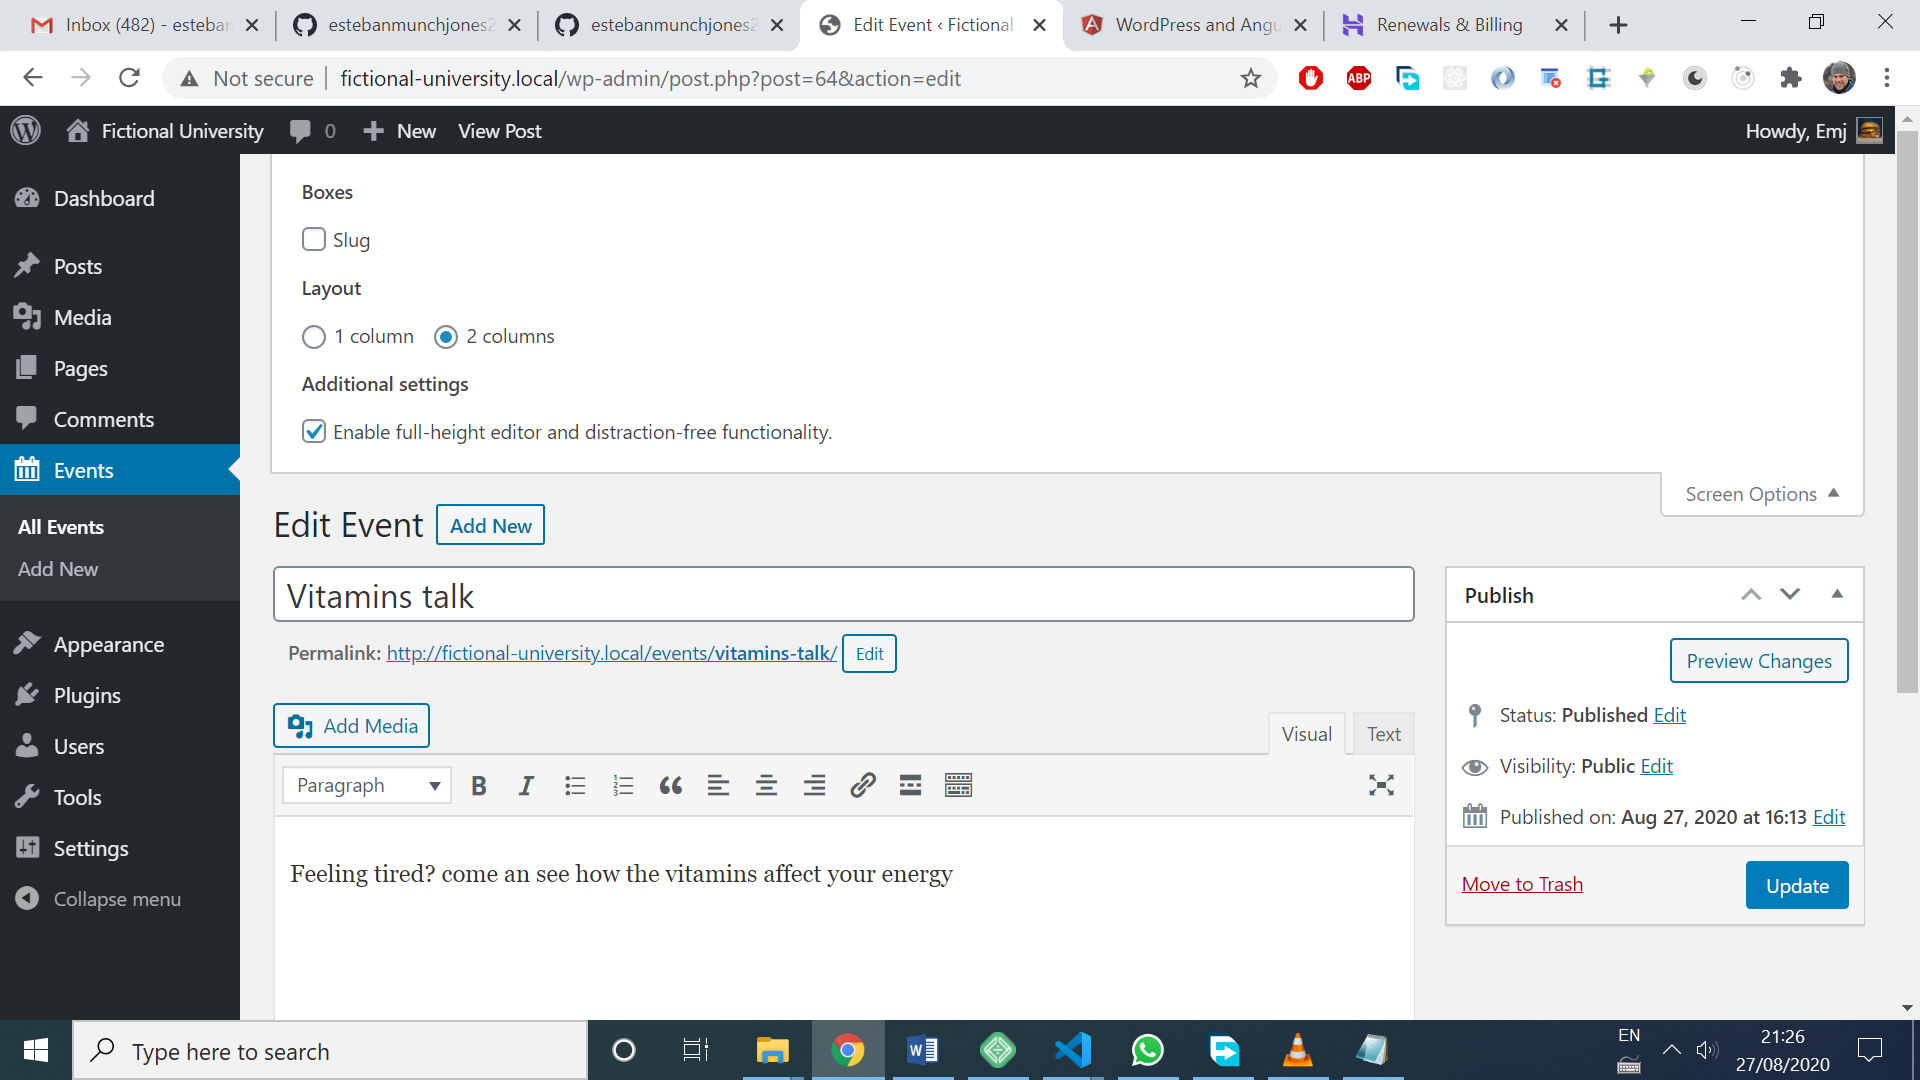 Inbox (482) - esteban
estebanmunchjones2
estebanmunchjones2
Edit Event ‹ Fictional
WordPress and Angu
Renewals & Billing
Not secure
fictional-university.local/wp-admin/post.php?post=64&action=edit
ABP
Fictional University
0
New
View Post
Howdy, Emj
Dashboard
Posts
Media
Pages
Comments
Events
All Events
Add New
Appearance
Plugins
Users
Tools
Settings
Collapse menu
Boxes
Slug
Layout
1 column
2 columns
Additional settings
Enable full-height editor and distraction-free functionality.
Screen Options
Edit Event
Add New
Vitamins talk
Permalink: http://fictional-university.local/events/vitamins-talk/
Edit
Add Media
Visual
Text
Paragraph
Feeling tired? come an see how the vitamins affect your energy
Publish
Preview Changes
Status: Published Edit
Visibility: Public Edit
Published on: Aug 27, 2020 at 16:13 Edit
Move to Trash
Update
Type here to search
EN
21:26
27/08/2020